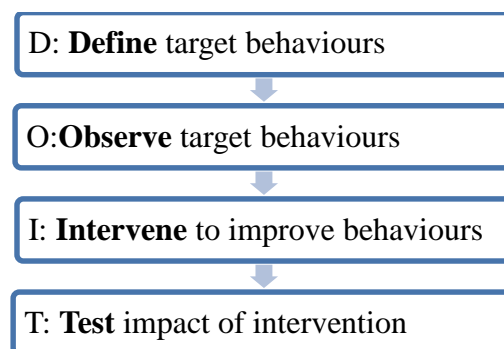 D: Define target behaviours
O:Observe target behaviours
I: Intervene to improve behaviours
T: Test impact of intervention